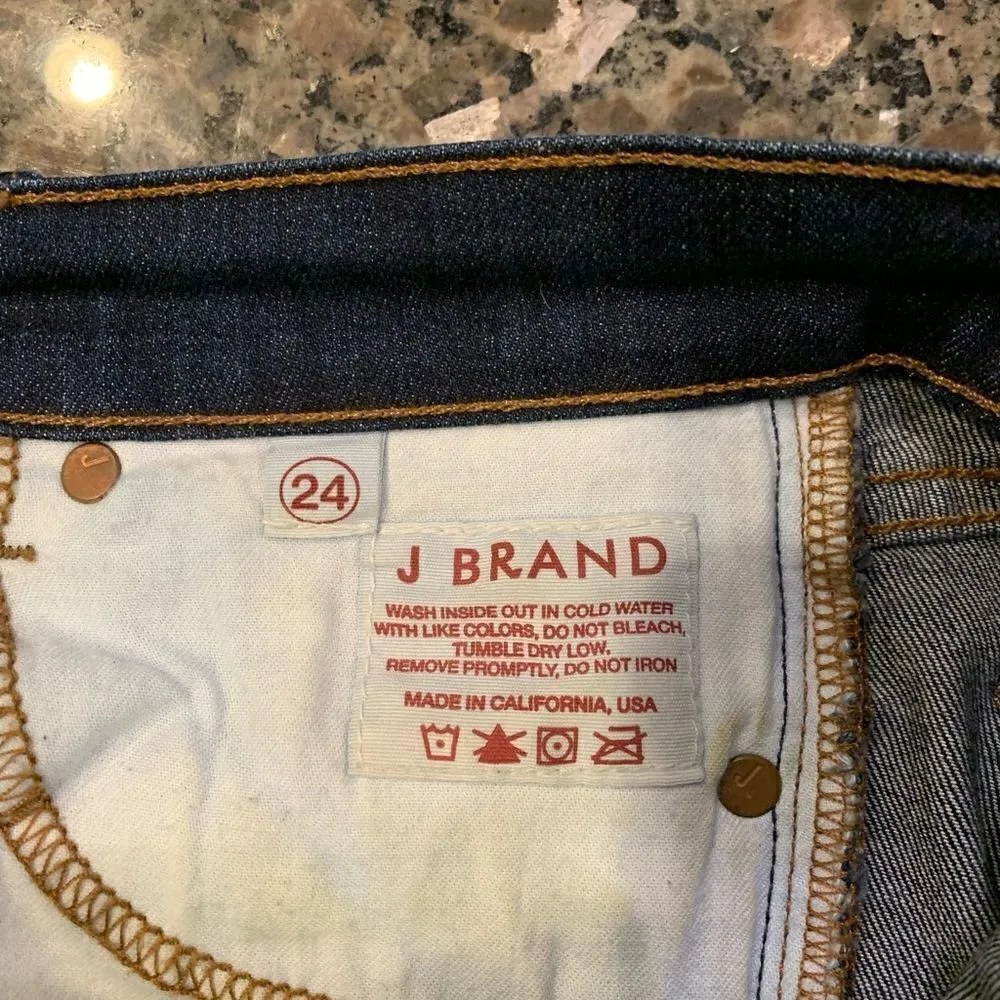 24
J BRAND
WASH INSIDE OUT IN COLD WATER
WITH LIKE COLORS, DO NOT BLEACH,
TUMBLE DRY LOW.
REMOVE PROMPTLY, DO NOT IRON
MADE IN CALIFORNIA, USA
J
J